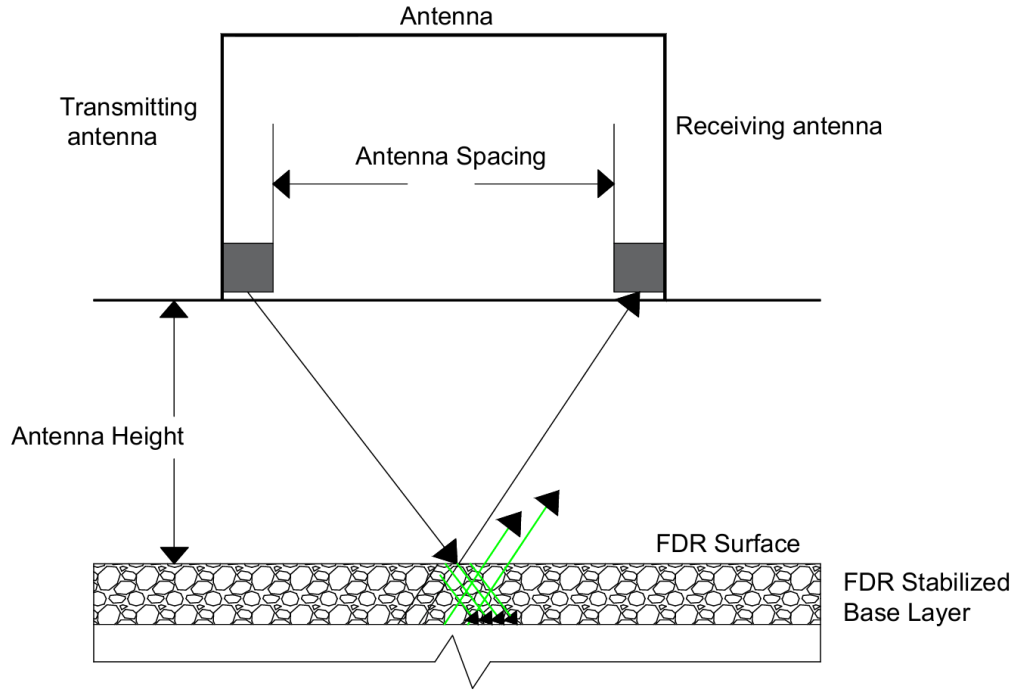 Antenna
Transmitting
antenna
Receiving antenna
Antenna Spacing
Antenna Height
FDR Surface
FDR Stabilized
Base Layer